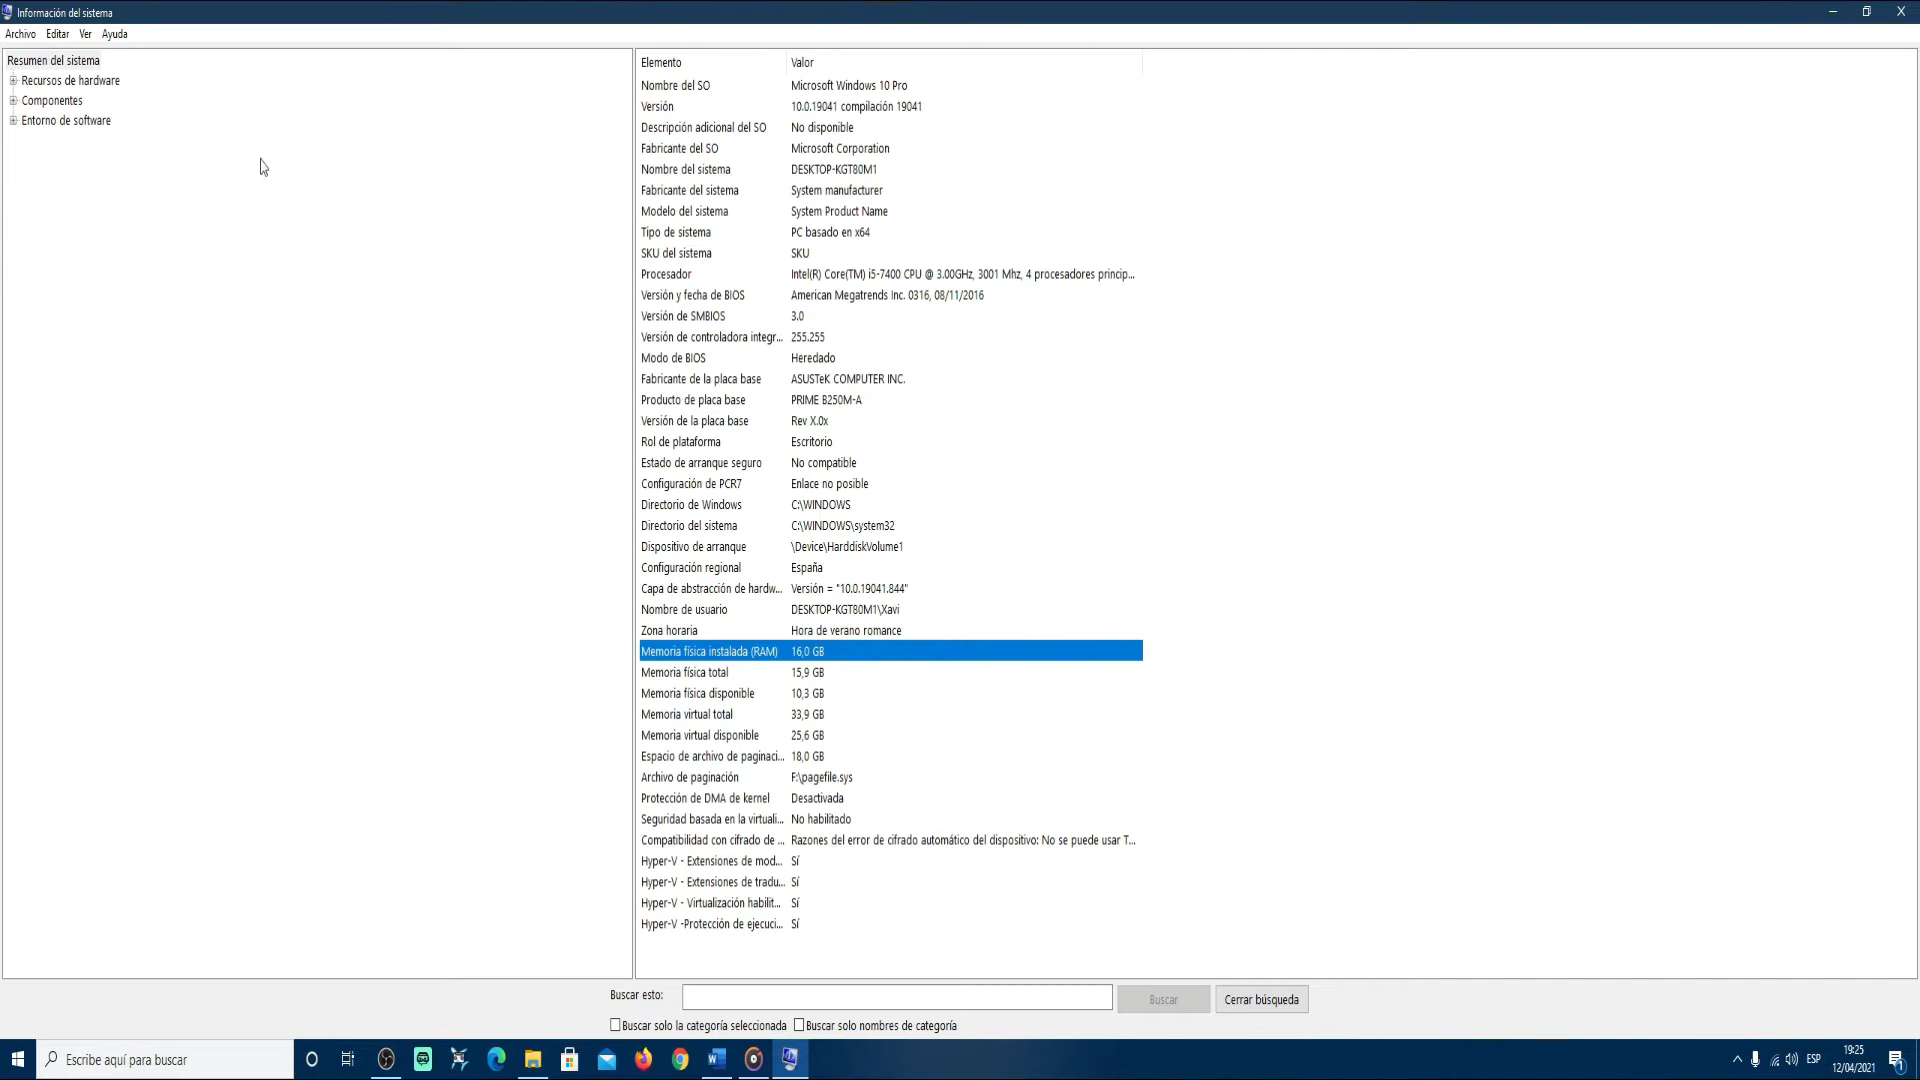 Información del sistema
Archivo Editar Ver Ayuda
Resumen del sistema
Recursos de hardware
Componentes
Entorno de software
Elemento Valor
Nombre del SO Microsoft Windows 10 Pro
Versión 10.0.19041 compilación 19041
Descripción adicional del SO No disponible
Fabricante del SO Microsoft Corporation
Nombre del sistema DESKTOP-KGT80M1
Fabricante del sistema System manufacturer
Modelo del sistema System Product Name
Tipo de sistema PC basado en x64
SKU del sistema SKU
Procesador Intel(R) Core(TM) i5-7400 CPU @ 3.00GHz, 3001 Mhz, 4 procesadores princip...
Versión y fecha de BIOS American Megatrends Inc. 0316, 08/11/2016
Versión de SMBIOS 3.0
Versión de controladora integr... 255.255
Modo de BIOS Heredado
Fabricante de la placa base ASUSTeK COMPUTER INC.
Producto de placa base PRIME B250M-A
Versión de la placa base Rev X.0x
Rol de plataforma Escritorio
Estado de arranque seguro No compatible
Configuración de PCR7 Enlace no posible
Directorio de Windows C:\WINDOWS
Directorio del sistema C:\WINDOWS\system32
Dispositivo de arranque \Device\HarddiskVolume1
Configuración regional España
Capa de abstracción de hardw... Versión = "10.0.19041.844"
Nombre de usuario DESKTOP-KGT80M1\Xavi
Zona horaria Hora de verano romance
Memoria física instalada (RAM) 16,0 GB
Memoria física total 15,9 GB
Memoria física disponible 10,3 GB
Memoria virtual total 33,9 GB
Memoria virtual disponible 25,6 GB
Espacio de archivo de paginaci... 18,0 GB
Archivo de paginación F:\pagefile.sys
Protección de DMA de kernel Desactivada
Seguridad basada en la virtuali... No habilitado
Compatibilidad con cifrado de ... Razones del error de cifrado automático del dispositivo: No se puede usar T...
Hyper-V - Extensiones de mod... Sí
Hyper-V - Extensiones de tradu... Sí
Hyper-V - Virtualización habilit... Sí
Hyper-V -Protección de ejecuci... Sí
Buscar esto: Buscar Cerrar búsqueda
Buscar solo la categoría seleccionada Buscar solo nombres de categoría
Escribe aquí para buscar ESP 19:25
12/04/2021